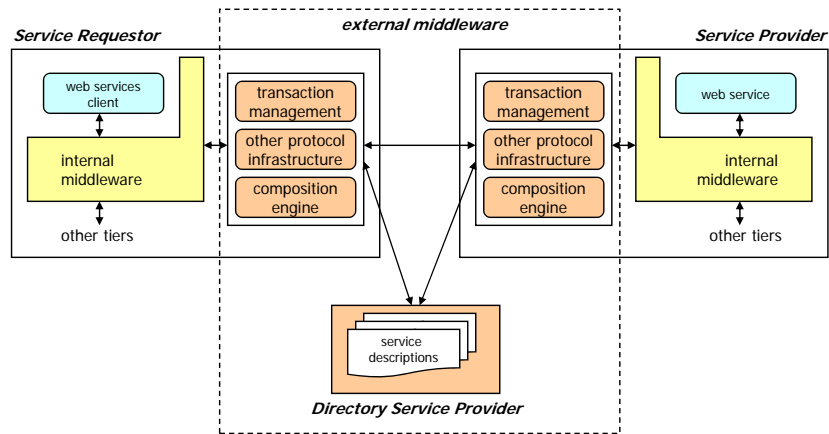 external middleware
Service Requestor
Service Provider
web services
client
internal
middleware
other tiers
transaction
management
other protocol
infrastructure
composition
engine
transaction
management
other protocol
infrastructure
composition
engine
web service
internal
middleware
other tiers
service
descriptions
Directory Service Provider